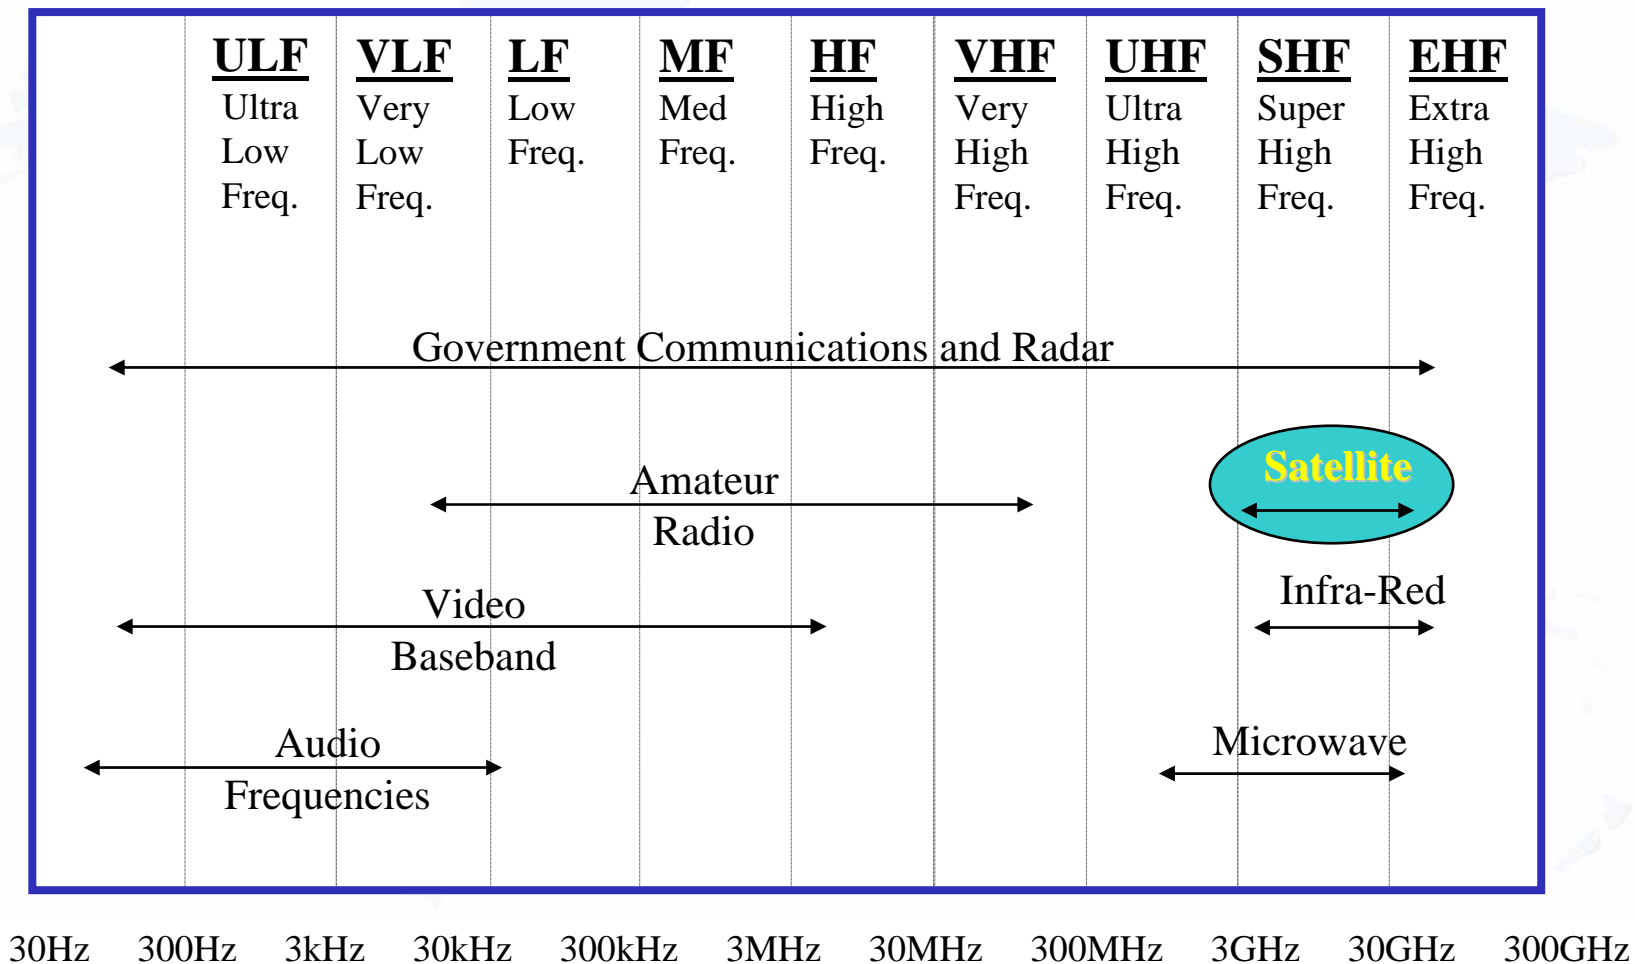 ULF VLF LF MF HF VHF UHF SHF EHF
Ultra Very Low Med High Very Ultra Super Extra
Low Low Freq. Freq. Freq. High High High High
Freq. Freq. Freq. Freq. Freq. Freq.
Government Communications and Radar
Satellite
Amateur
Radio
Infra-Red
Video
Baseband
Audio
Frequencies
Microwave
30Hz 300Hz 3kHz 30kHz 300kHz 3MHz 30MHz 300MHz 3GHz 30GHz 300GHz